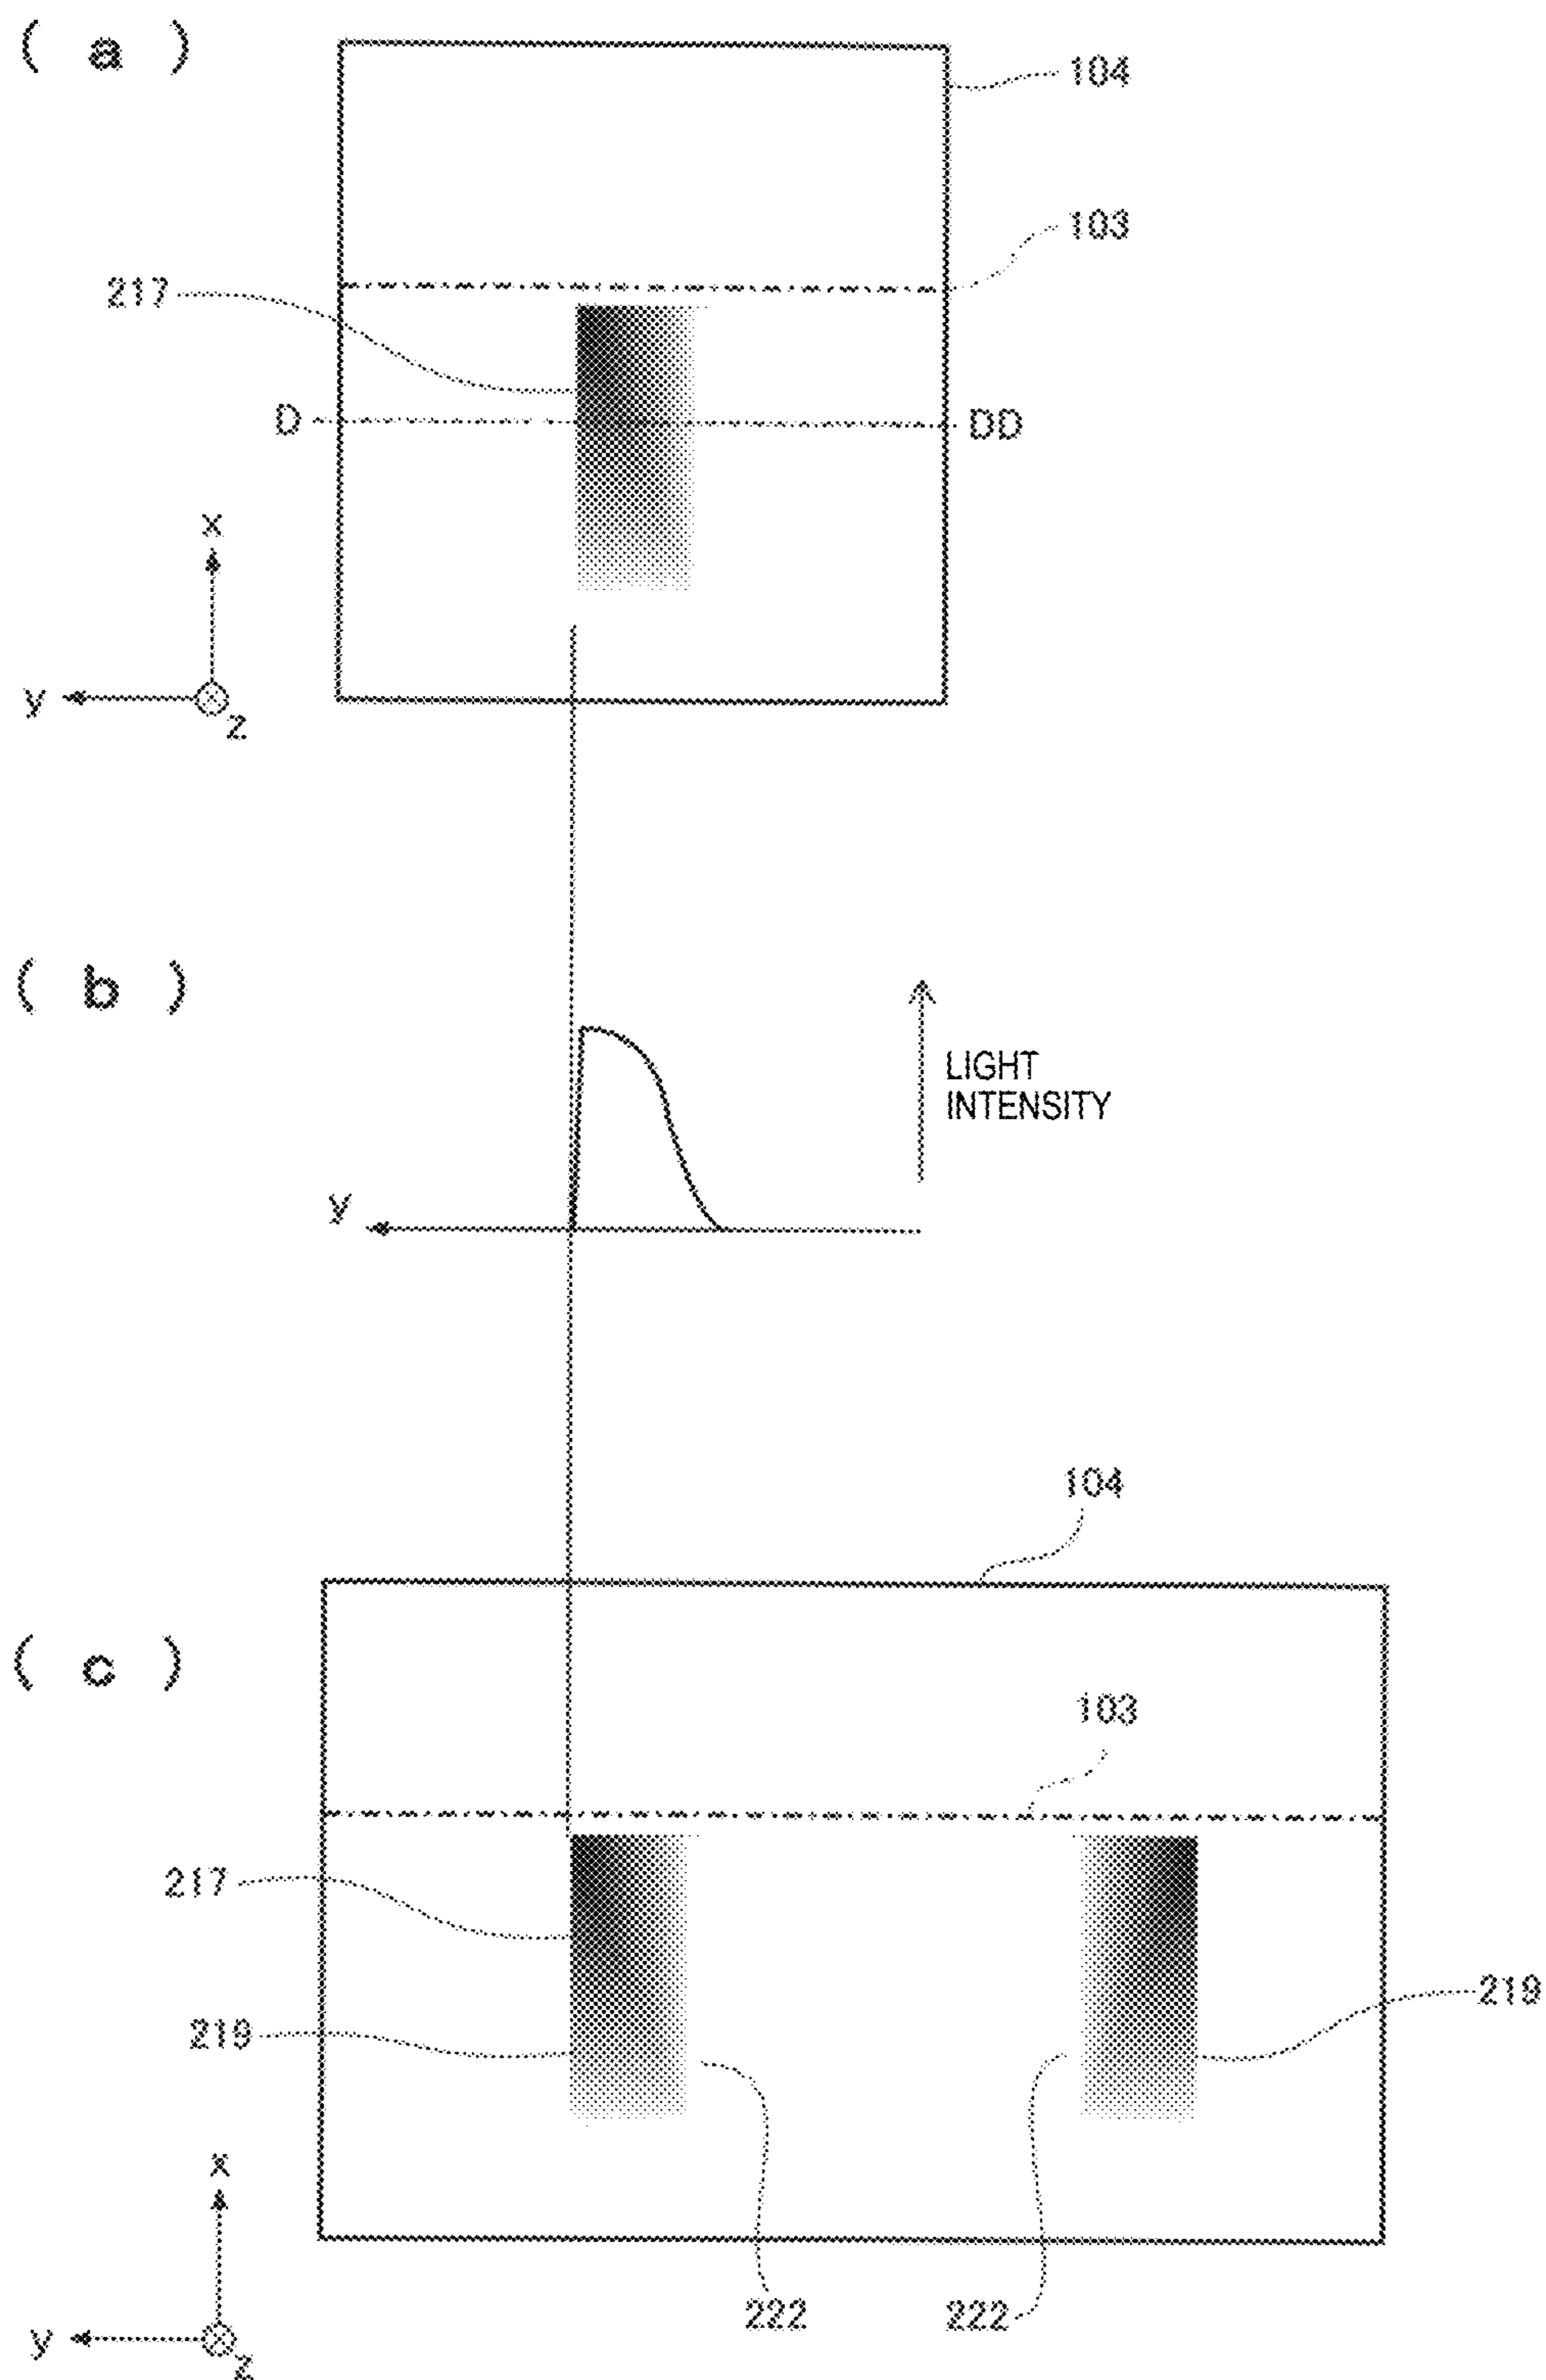 ( a )
104
103
217
D
DD
x
y
z
( b )
LIGHT
INTENSITY
y
104
( c )
103
217
219
219
x
222
222
y
z